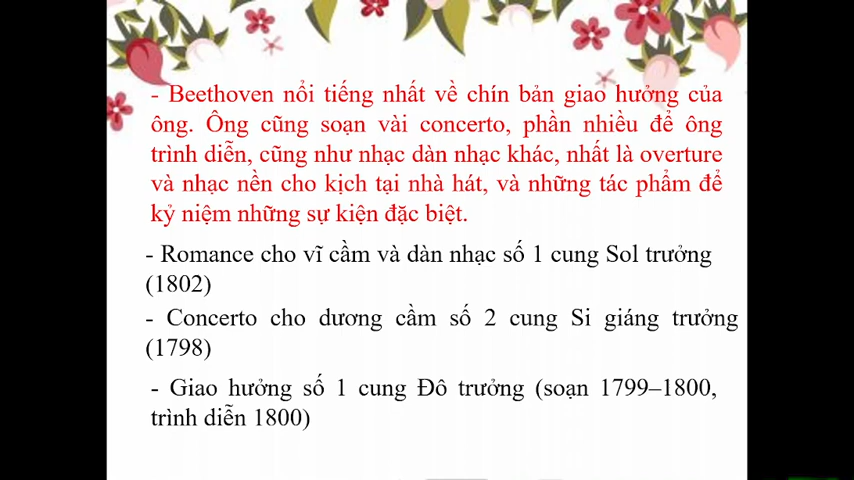 - Beethoven nổi tiếng nhất về chín bản giao hưởng của
ông. Ông cũng soạn vài concerto, phần nhiều để ông
trình diễn, cũng như nhạc dàn nhạc khác, nhất là overture
và nhạc nền cho kịch tại nhà hát, và những tác phẩm để
kỷ niệm những sự kiện đặc biệt.
- Romance cho vĩ cầm và dàn nhạc số 1 cung Sol trưởng
(1802)
- Concerto cho dương cầm số 2 cung Si giáng trưởng
(1798)
- Giao hưởng số 1 cung Đô trưởng (soạn 1799–1800,
trình diễn 1800)